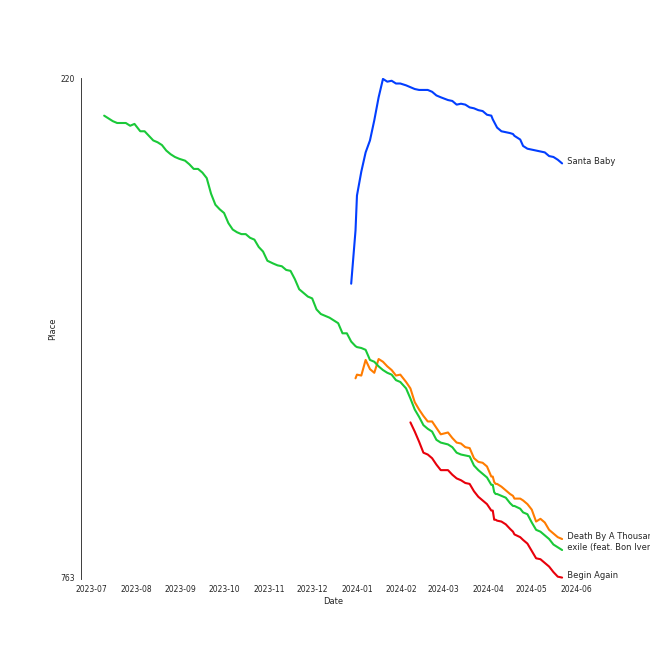 220
Santa Baby
Place
Death By A Thousar
exile (feat. Bon Iver
Begin Again
763
2023-07 2023-08 2023-09 2023-10 2023-11 2023-12 2024-01 2024-02 2024-03 2024-04 2024-05 2024-06
Date